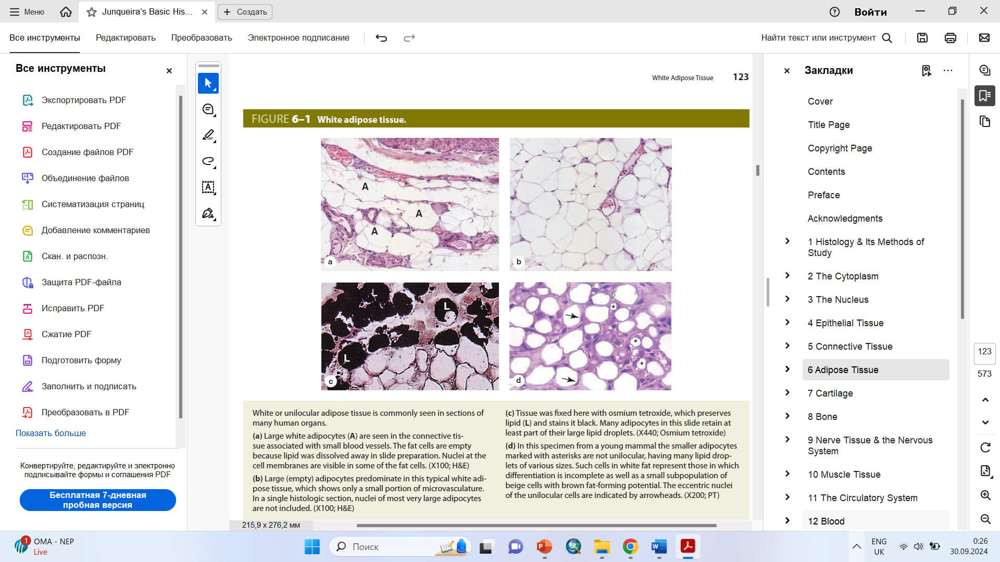 Меню
Junqueira's Basic His...
Создать
Войти
Все инструменты
Редактировать
Преобразовать
Электронное подписание
Найти текст или инструмент
Все инструменты
Экспортировать PDF
Редактировать PDF
Создание файлов PDF
Объединение файлов
Систематизация страниц
Добавление комментариев
Скан. и распозн.
Защита PDF-файла
Исправить PDF
Сжатие PDF
Подготовить форму
Заполнить и подписать
Преобразовать в PDF
Показать больше
Конвертируйте, редактируйте и электронно
подписывайте формы и соглашения PDF
Бесплатная 7-дневная
пробная версия
White Adipose Tissue 123
FIGURE 6–1 White adipose tissue.
A
A
A
a
b
L
L
L
c
*
*
*
d
White or unilocular adipose tissue is commonly seen in sections of
many human organs.
(a) Large white adipocytes (A) are seen in the connective tis-
sue associated with small blood vessels. The fat cells are empty
because lipid was dissolved away in slide preparation. Nuclei at the
cell membranes are visible in some of the fat cells. (X100; H&E)
(b) Large (empty) adipocytes predominate in this typical white adi-
pose tissue, which shows only a small portion of microvasculature.
In a single histologic section, nuclei of most very large adipocytes
are not included. (X100; H&E)
(c) Tissue was fixed here with osmium tetroxide, which preserves
lipid (L) and stains it black. Many adipocytes in this slide retain at
least part of their large lipid droplets. (X440; Osmium tetroxide)
(d) In this specimen from a young mammal the smaller adipocytes
marked with asterisks are not unilocular, having many lipid drop-
lets of various sizes. Such cells in white fat represent those in which
differentiation is incomplete as well as a small subpopulation of
beige cells with brown fat-forming potential. The eccentric nuclei
of the unilocular cells are indicated by arrowheads. (X200; PT)
215,9 x 276,2 мм
Закладки
Cover
Title Page
Copyright Page
Contents
Preface
Acknowledgments
1 Histology & Its Methods of
Study
2 The Cytoplasm
3 The Nucleus
4 Epithelial Tissue
5 Connective Tissue
6 Adipose Tissue
7 Cartilage
8 Bone
9 Nerve Tissue & the Nervous
System
10 Muscle Tissue
11 The Circulatory System
12 Blood
123
573
1
OMA - NEP
Live
Поиск
ENG
UK
0:26
30.09.2024